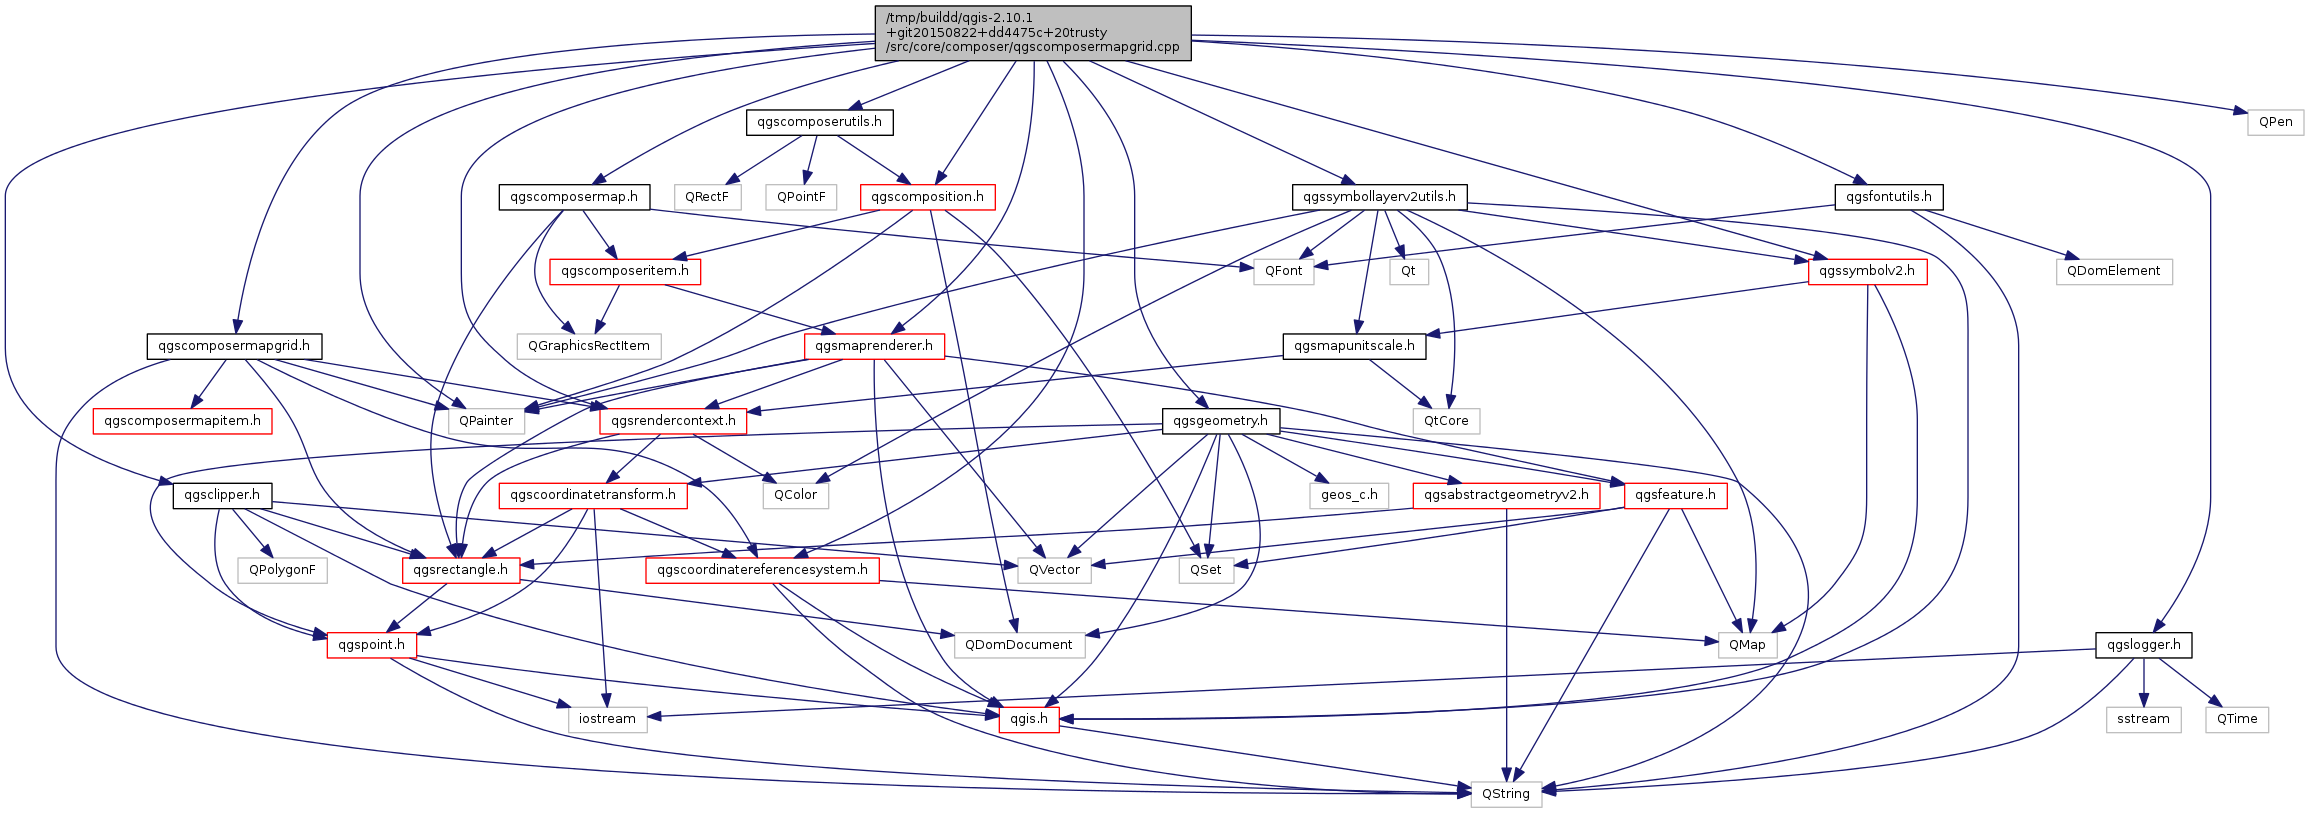 /tmp/buildd/qgis-2.10.1
+git20150822+dd4475c+20trusty
/src/core/composer/qgscomposermapgrid.cpp
QPen
qgscomposerutils.h
qgscomposermap.h
QRectF
QPointF
qgscomposition.h
qgssymbollayerv2utils.h
qgsfontutils.h
qgscomposeritem.h
QFont
Qt
qgssymbolv2.h
QDomElement
qgscomposermapgrid.h
QGraphicsRectItem
qgsmaprenderer.h
qgsmapunitscale.h
qgscomposermapitem.h
QPainter
qgsrendercontext.h
qgsgeometry.h
QtCore
qgsclipper.h
qgscoordinatetransform.h
QColor
geos_c.h
qgsabstractgeometryv2.h
qgsfeature.h
QPolygonF
qgsrectangle.h
qgscoordinatereferencesystem.h
QVector
QSet
qgspoint.h
QDomDocument
QMap
qgslogger.h
iostream
qgis.h
sstream
QTime
QString